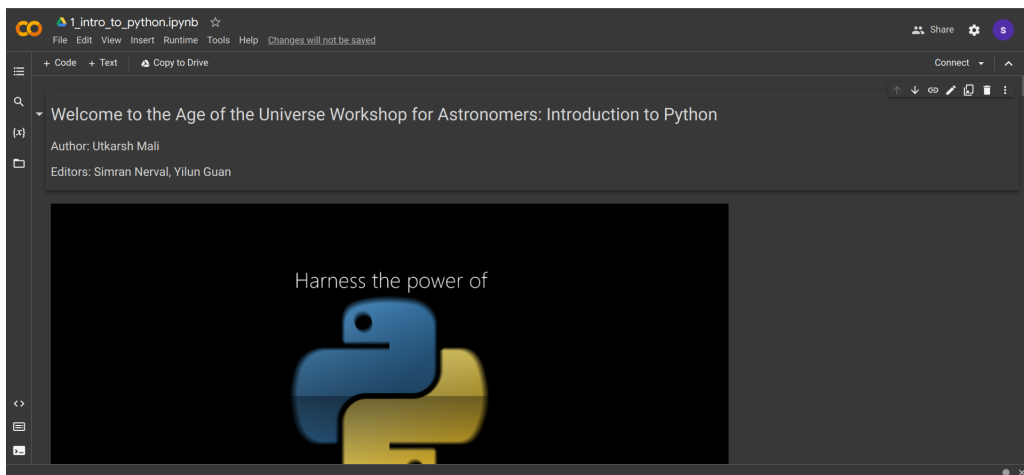 1_intro_to_python.ipynb
Share
S
File Edit View Insert Runtime Tools Help Changes will not be saved
+ Code + Text Copy to Drive
Connect
{x}
Welcome to the Age of the Universe Workshop for Astronomers: Introduction to Python
Author: Utkarsh Mali
Editors: Simran Nerval, Yilun Guan
Harness the power of